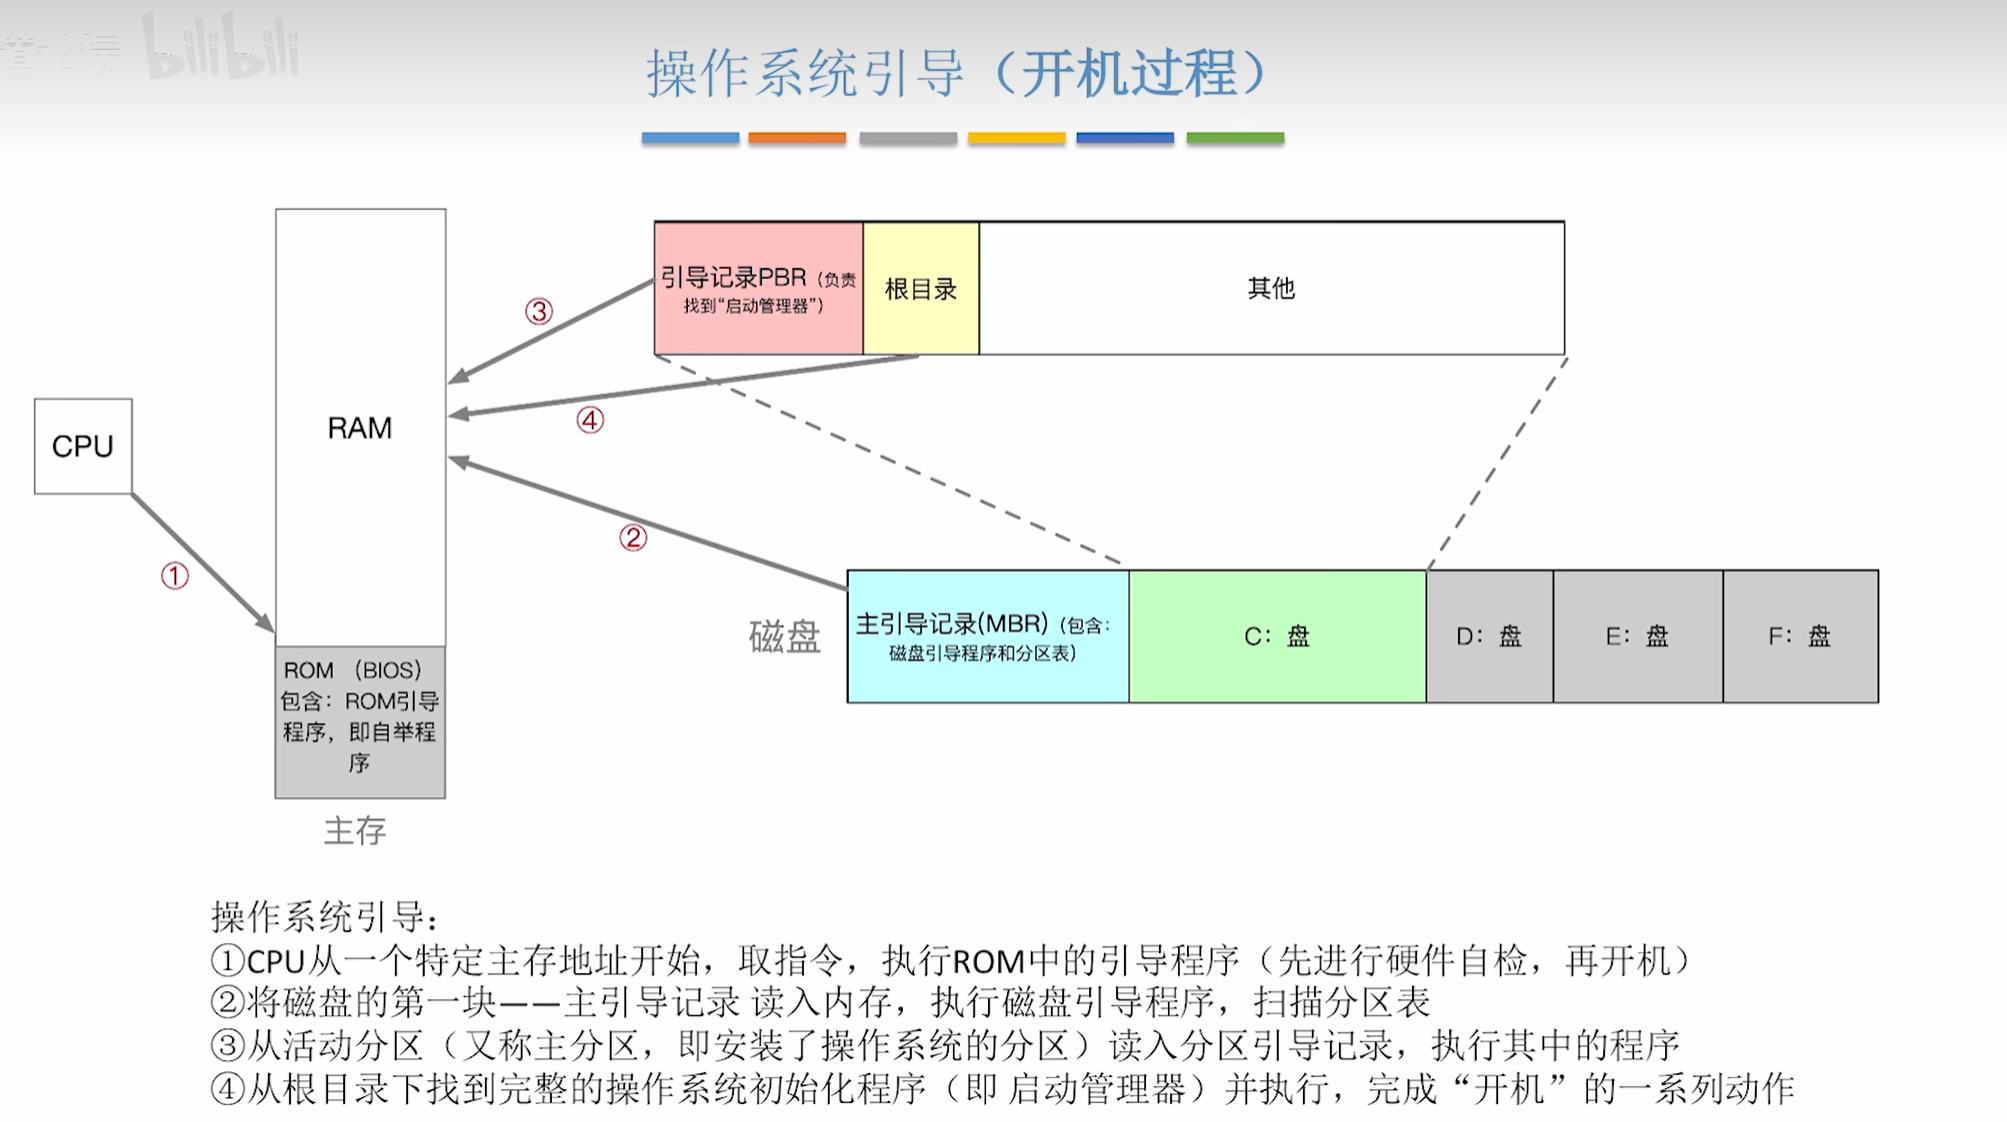 bilibili
操作系统引导（开机过程）
引导记录PBR（负责
找到“启动管理器”）
根目录
其他
③
④
RAM
CPU
②
①
磁盘
主引导记录(MBR)（包含：
磁盘引导程序和分区表）
C：盘
D：盘
E：盘
F：盘
ROM （BIOS）
包含：ROM引导
程序，即自举程
序
主存
操作系统引导：
①CPU从一个特定主存地址开始，取指令，执行ROM中的引导程序（先进行硬件自检，再开机）
②将磁盘的第一块——主引导记录 读入内存，执行磁盘引导程序，扫描分区表
③从活动分区（又称主分区，即安装了操作系统的分区）读入分区引导记录，执行其中的程序
④从根目录下找到完整的操作系统初始化程序（即 启动管理器）并执行，完成“开机”的一系列动作